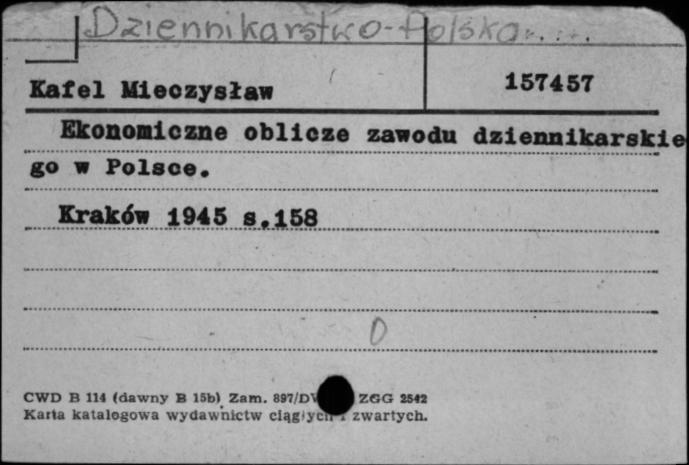 Dziennikarstwo-Polska.....
Kafel Mieczysław
157457
Ekonomiczne oblicze zawodu dziennikarskie
go w Polsce.
Kraków 1945 s.158
0
CWD B 114 (dawny B 15b) Zam. 897/DW ZGG 2542
Karta katalogowa wydawnictw ciągłych i zwartych.